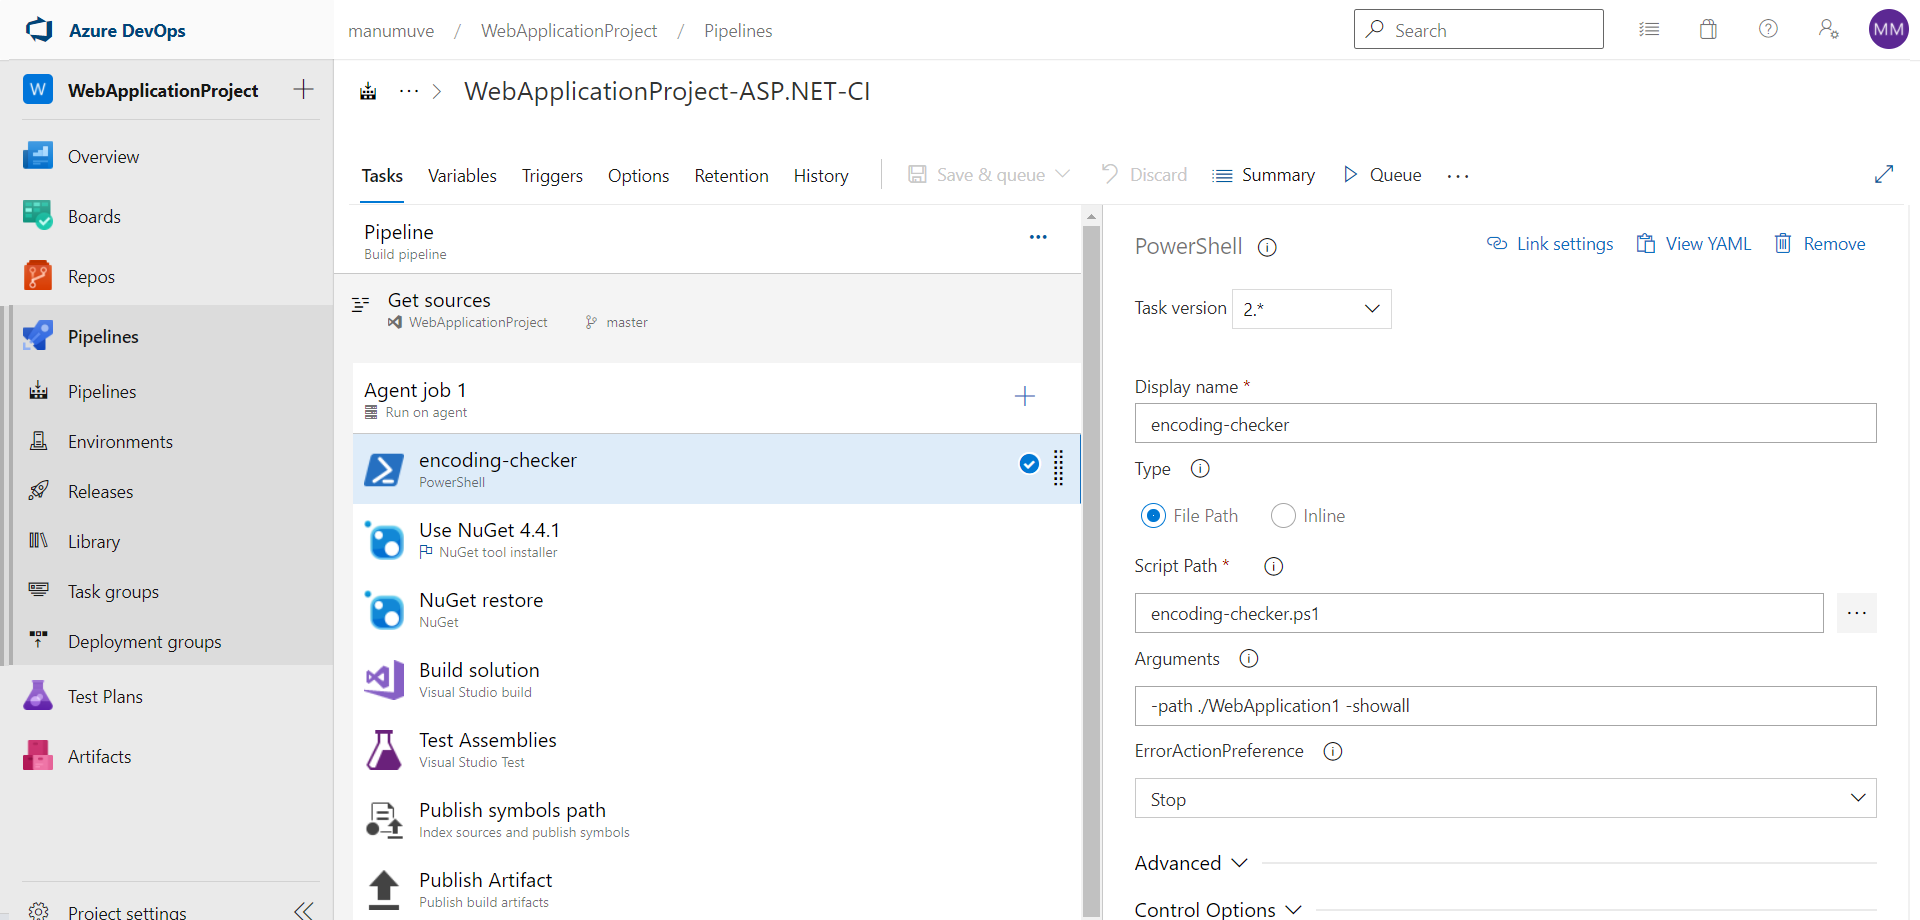 Azure DevOps
manumuve / WebApplicationProject / Pipelines
Search
MM
W WebApplicationProject
Overview
Boards
Repos
Pipelines
Pipelines
Environments
Releases
Library
Task groups
Deployment groups
Test Plans
Artifacts
Project settings
··· > WebApplicationProject-ASP.NET-CI
Tasks Variables Triggers Options Retention History Save & queue Discard Summary Queue ···
Pipeline
Build pipeline
Get sources
WebApplicationProject master
Agent job 1
Run on agent
encoding-checker
PowerShell
Use NuGet 4.4.1
NuGet tool installer
NuGet restore
NuGet
Build solution
Visual Studio build
Test Assemblies
Visual Studio Test
Publish symbols path
Index sources and publish symbols
Publish Artifact
Publish build artifacts
PowerShell Link settings View YAML Remove
Task version 2.*
Display name *
encoding-checker
Type
File Path Inline
Script Path *
encoding-checker.ps1 ···
Arguments
-path ./WebApplication1 -showall
ErrorActionPreference
Stop
Advanced
Control Options